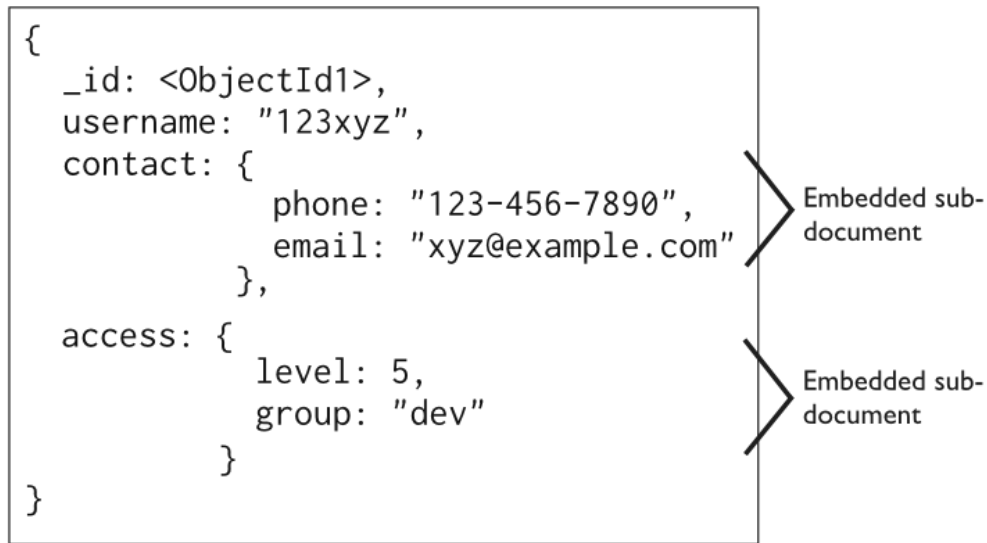 {
_id: <ObjectId1>,
username: "123xyz",
contact: {
phone: "123-456-7890",
email: "xyz@example.com"
},
access: {
level: 5,
group: "dev"
}
}
Embedded sub-
document
Embedded sub-
document